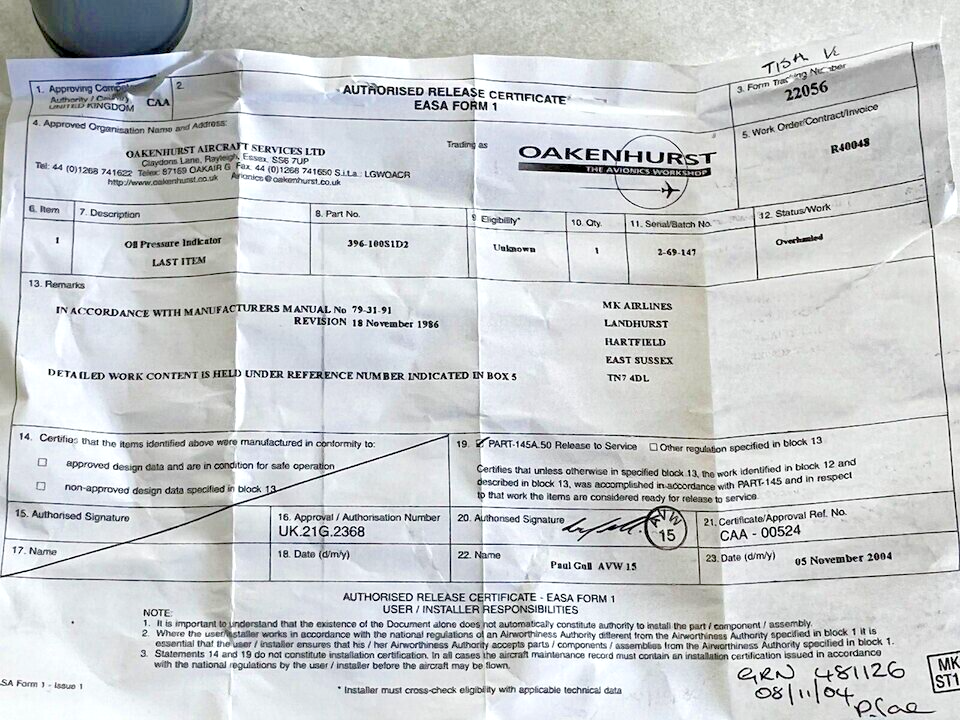 TISA VE
1. Approving Competent
Authority / Country
UNITED KINGDOM
CAA
2.
AUTHORISED RELEASE CERTIFICATE
EASA FORM 1
3. Form Tracking Number
22056
4. Approved Organisation Name and Address:
OAKENHURST AIRCRAFT SERVICES LTD
Claydons Lane, Rayleigh, Essex. SS6 7UP
Tel: 44 (0)1268 741622 Telex: 87169 OAKAIR G Fax. 44 (0)1268 741650 S.i.t.a.: LGWOACR
http://www.oakenhurst.co.uk Avionics@oakenhurst.co.uk
Trading as
OAKENHURST
THE AVIONICS WORKSHOP
5. Work Order/Contract/Invoice
R40048
6. Item
7. Description
8. Part No.
9 Eligibility*
10. Qty.
11. Serial/Batch No.
12. Status/Work
1
Oil Pressure Indicator
396-100S1D2
Unknown
1
2-69-147
Overhauled
LAST ITEM
13. Remarks
IN ACCORDANCE WITH MANUFACTURERS MANUAL No 79-31-91
REVISION 18 November 1986
DETAILED WORK CONTENT IS HELD UNDER REFERENCE NUMBER INDICATED IN BOX 5
MK AIRLINES
LANDHURST
HARTFIELD
EAST SUSSEX
TN7 4DL
14. Certifies that the items identified above were manufactured in conformity to:
approved design data and are in condition for safe operation
non-approved design data specified in block 13
19. PART-145A.50 Release to Service Other regulation specified in block 13
Certifies that unless otherwise in specified block 13, the work identified in block 12 and
described in block 13, was accomplished in accordance with PART-145 and in respect
to that work the items are considered ready for release to service.
15. Authorised Signature
16. Approval / Authorisation Number
UK.21G.2368
20. Authorised Signature
AVW
15
21. Certificate/Approval Ref. No.
CAA - 00524
17. Name
18. Date (d/m/y)
22. Name
Paul Gull AVW 15
23. Date (d/m/y)
05 November 2004
AUTHORISED RELEASE CERTIFICATE - EASA FORM 1
USER / INSTALLER RESPONSIBILITIES
NOTE:
1. It is important to understand that the existence of the Document alone does not automatically constitute authority to install the part / component / assembly.
2. Where the user/installer works in accordance with the national regulations of an Airworthiness Authority different from the Airworthiness Authority specified in block 1 it is
essential that the user / installer ensures that his / her Airworthiness Authority accepts parts / components / assemblies from the Airworthiness Authority specified in block 1.
3. Statements 14 and 19 do not constitute installation certification. In all cases the aircraft maintenance record must contain an installation certification issued in accordance
with the national regulations by the user / installer before the aircraft may be flown.
SA Form 1 - Issue 1
* Installer must cross-check eligibility with applicable technical data
GRN 481126
08/11/04
MK
ST1